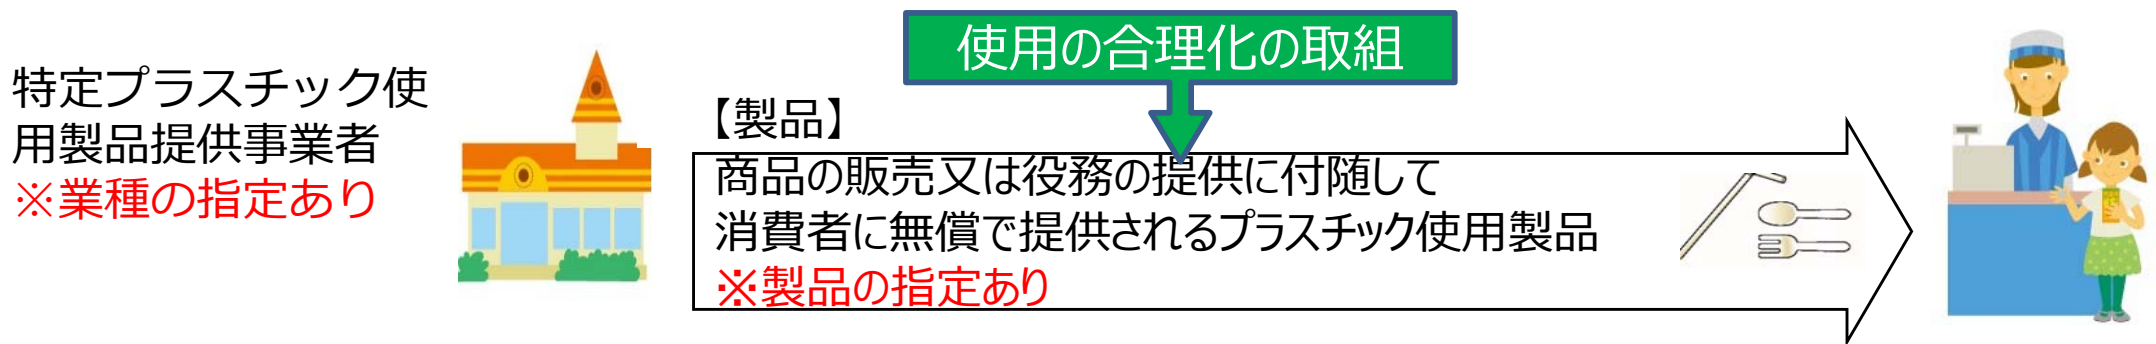 使用の合理化の取組
特定プラスチック使
用製品提供事業者
※業種の指定あり
【製品】
商品の販売又は役務の提供に付随して
消費者に無償で提供されるプラスチック使用製品
※製品の指定あり